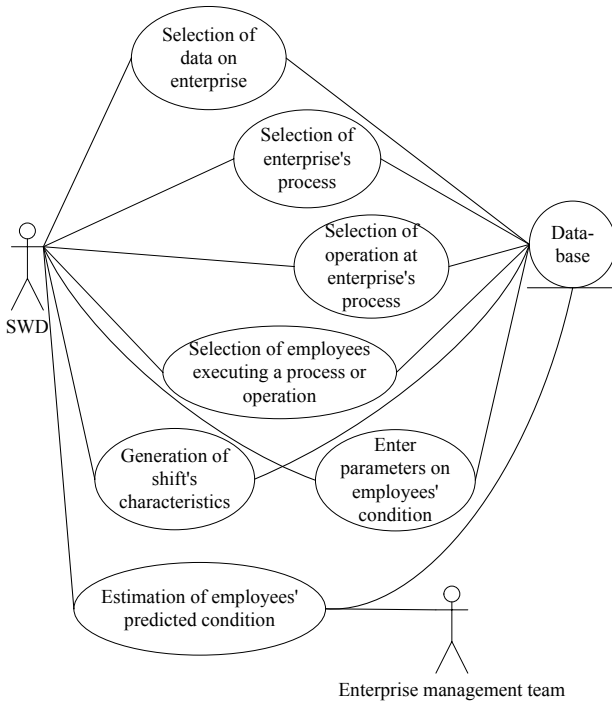 Selection of
data on
enterprise
Selection of
enterprise's
process
Selection of
operation at
enterprise's
process
Data-
base
SWD
Selection of employees
executing a process or
operation
Generation of
shift's
characteristics
Enter
parameters on
employees'
condition
Estimation of employees'
predicted condition
Enterprise management team